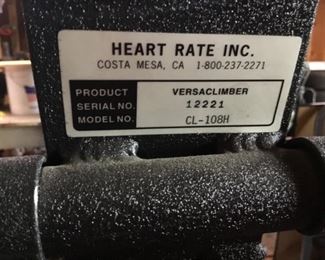 HEART RATE INC.
COSTA MESA, CA 1-800-237-2271
PRODUCT VERSACLIMBER
SERIAL NO. 12221
MODEL NO. CL-108H